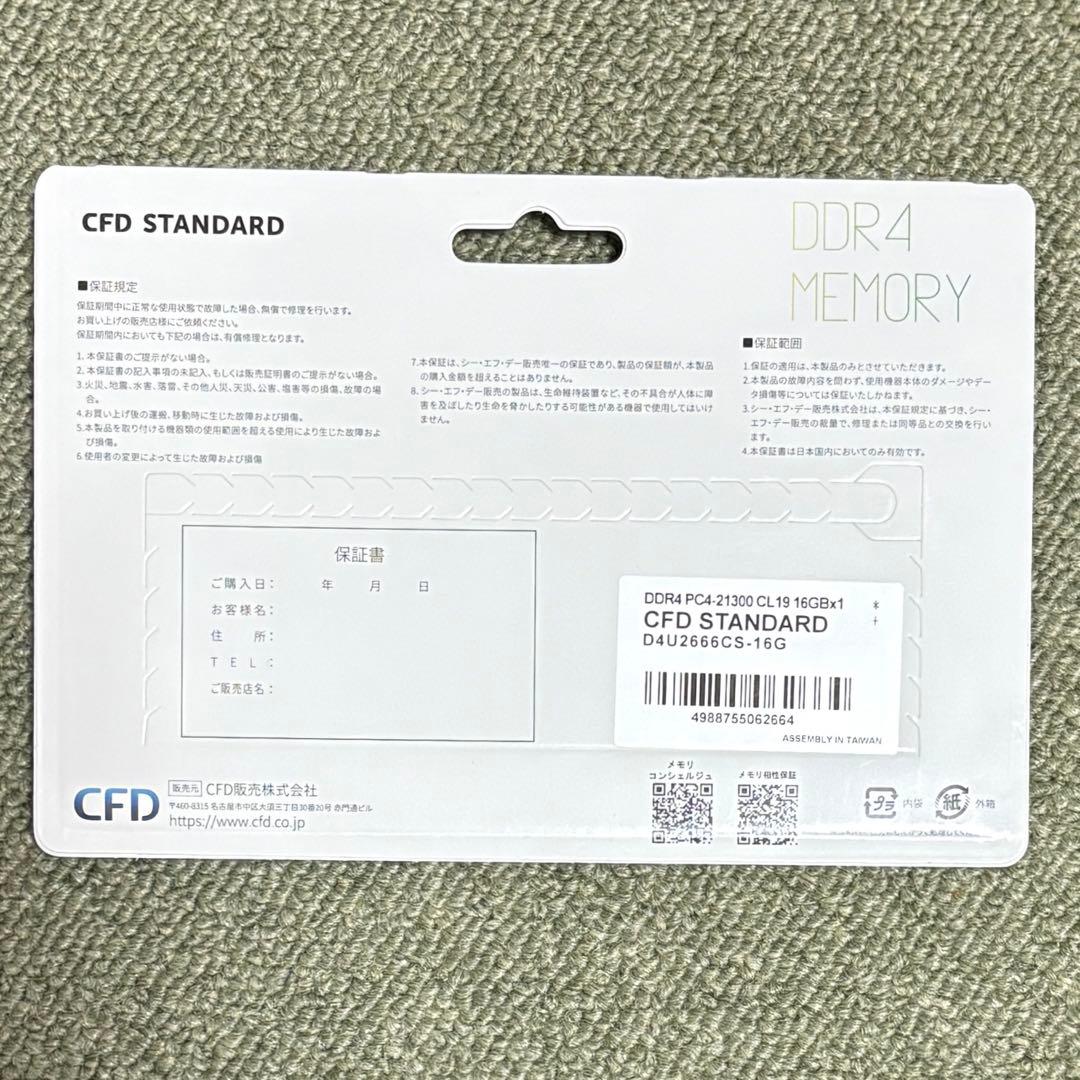 CFD STANDARD
DDR4
MEMORY
■保証規定
保証期間中に正常な使用状態で故障した場合、無償で修理を行います。
お買い上げの販売店様にご依頼ください。
保証期間内においても下記の場合は、有償修理となります。
1. 本保証書のご提示がない場合。
2. 本保証書の記入事項の未記入、もしくは販売証明書のご提示がない場合。
3.火災、地震、水害、落雷、その他人災、天災、公害、塩害等の損傷、故障の場
合。
4.お買い上げ後の運搬、移動時に生じた故障および損傷。
5.本製品を取り付ける機器類の使用範囲を超える使用により生じた故障およ
び損傷。
6.使用者の変更によって生じた故障および損傷
7.本保証は、シー・エフ・デー販売唯一の保証であり、製品の保証額が、本製品
の購入金額を超えることはありません。
8. シー・エフ・デー販売の製品は、生命維持装置など、その不具合が人体に障
害を及ぼしたり生命を脅かしたりする可能性がある機器で使用してはいけ
ません。
■保証範囲
1.保証の適用は、本製品のみとさせていただきます。
2.本製品の故障内容を問わず、使用機器本体のダメージやデー
タ損傷等については保証いたしかねます。
3.シー・エフ・デー販売株式会社は、本保証規定に基づき、シー・
エフ・デー販売の裁量で、修理または同等品との交換を行い
ます。
4.本保証書は日本国内においてのみ有効です。
保証書
ご購入日： 年 月 日
お客様名：
住 所：
T E L ：
ご販売店名：
DDR4 PC4-21300 CL19 16GBx1
CFD STANDARD
D4U2666CS-16G
4988755062664
ASSEMBLY IN TAIWAN
CFD
販売元 CFD販売株式会社
〒460-8315 名古屋市中区大須三丁目30番20号 赤門通ビル
https://www.cfd.co.jp
メモリ
コンシェルジュ
メモリ相性保証
プラ 内袋
紙 外箱